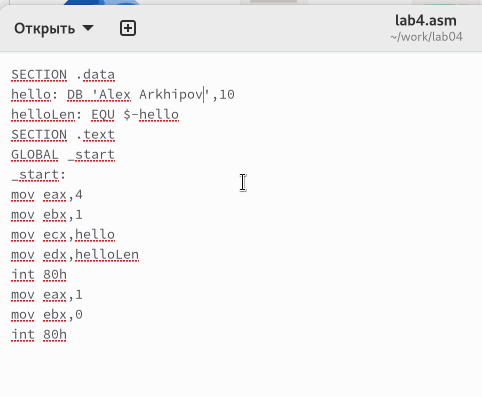 Открыть
lab4.asm
~/work/lab04
SECTION .data
hello: DB 'Alex Arkhipov',10
helloLen: EQU $-hello
SECTION .text
GLOBAL _start
_start:
mov eax,4
mov ebx,1
mov ecx,hello
mov edx,helloLen
int 80h
mov eax,1
mov ebx,0
int 80h